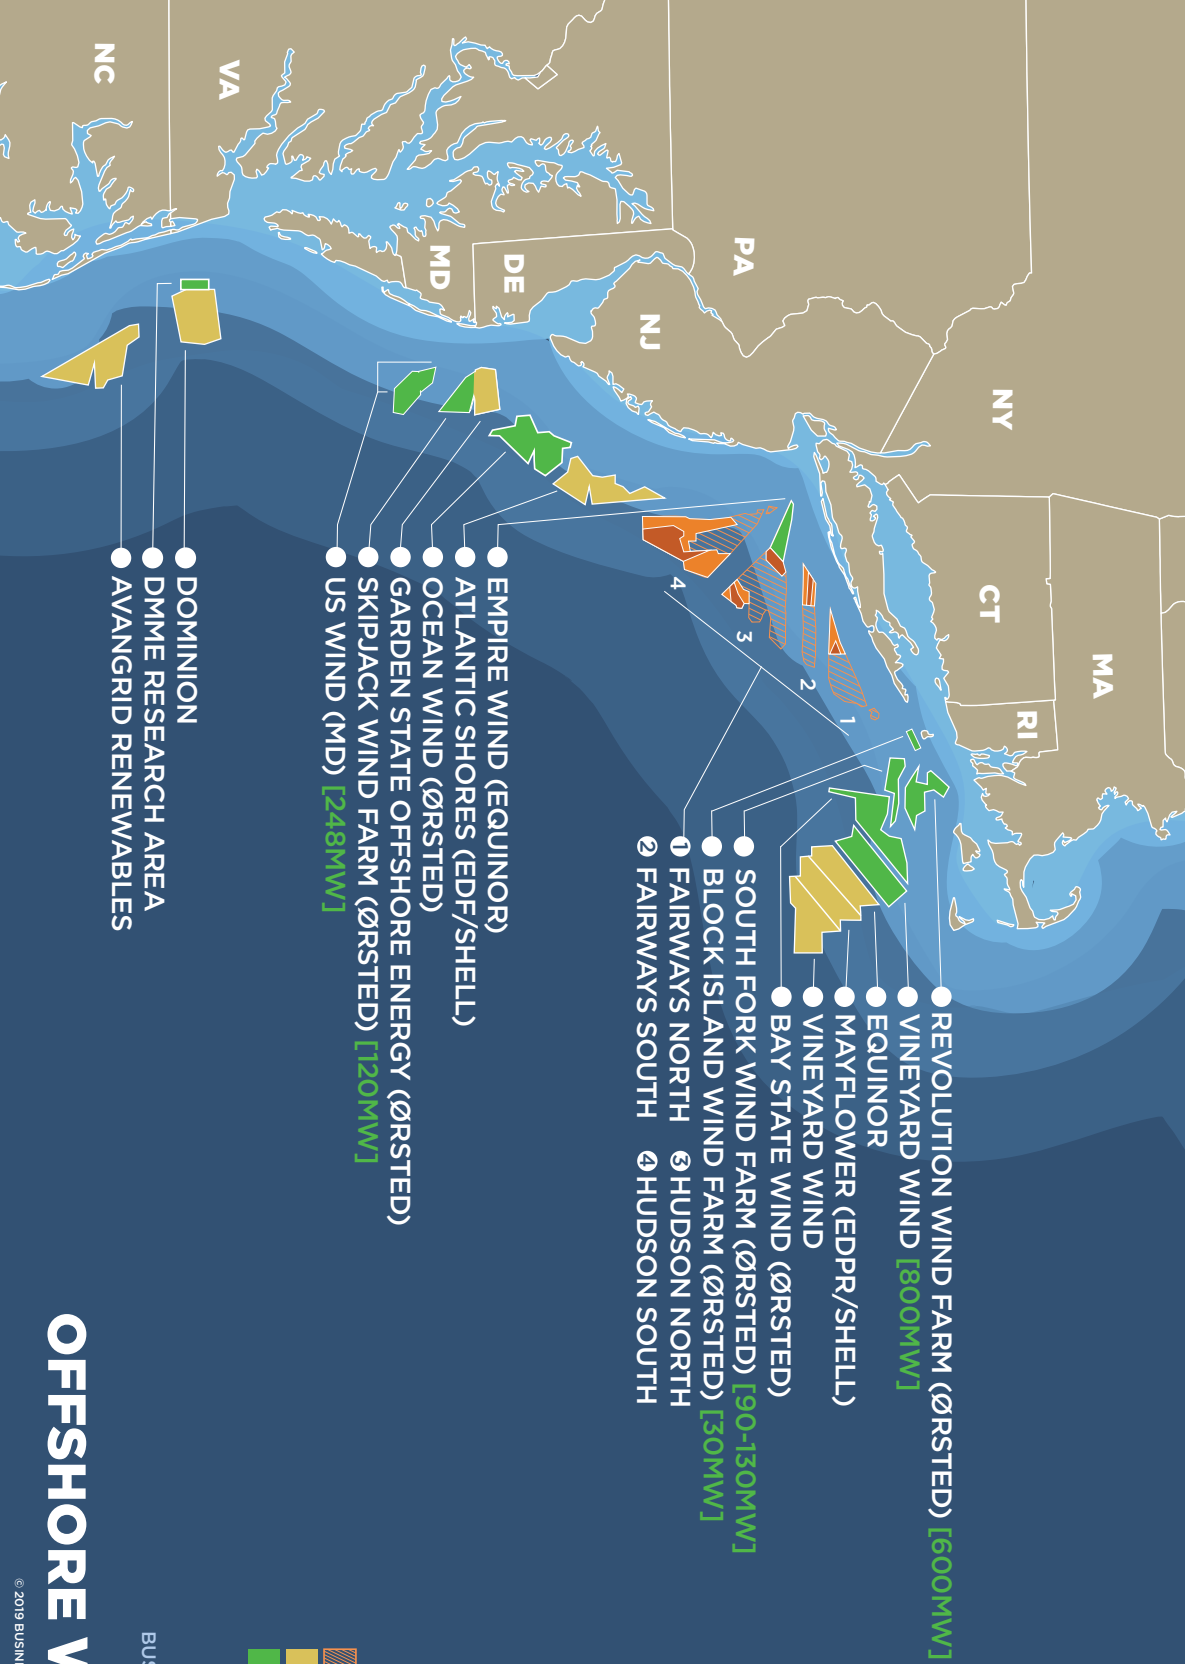 MA
NY
CT
RI
PA
NJ
DE
MD
VA
NC
1
2
3
4
REVOLUTION WIND FARM (ØRSTED) [600MW]
VINEYARD WIND [800MW]
EQUINOR
MAYFLOWER (EDPR/SHELL)
VINEYARD WIND
BAY STATE WIND (ØRSTED)
SOUTH FORK WIND FARM (ØRSTED) [90-130MW]
BLOCK ISLAND WIND FARM (ØRSTED) [30MW]
1 FAIRWAYS NORTH 3 HUDSON NORTH
2 FAIRWAYS SOUTH 4 HUDSON SOUTH
EMPIRE WIND (EQUINOR)
ATLANTIC SHORES (EDF/SHELL)
OCEAN WIND (ØRSTED)
GARDEN STATE OFFSHORE ENERGY (ØRSTED)
SKIPJACK WIND FARM (ØRSTED) [120MW]
US WIND (MD) [248MW]
DOMINION
DMME RESEARCH AREA
AVANGRID RENEWABLES
OFFSHORE
© 2019